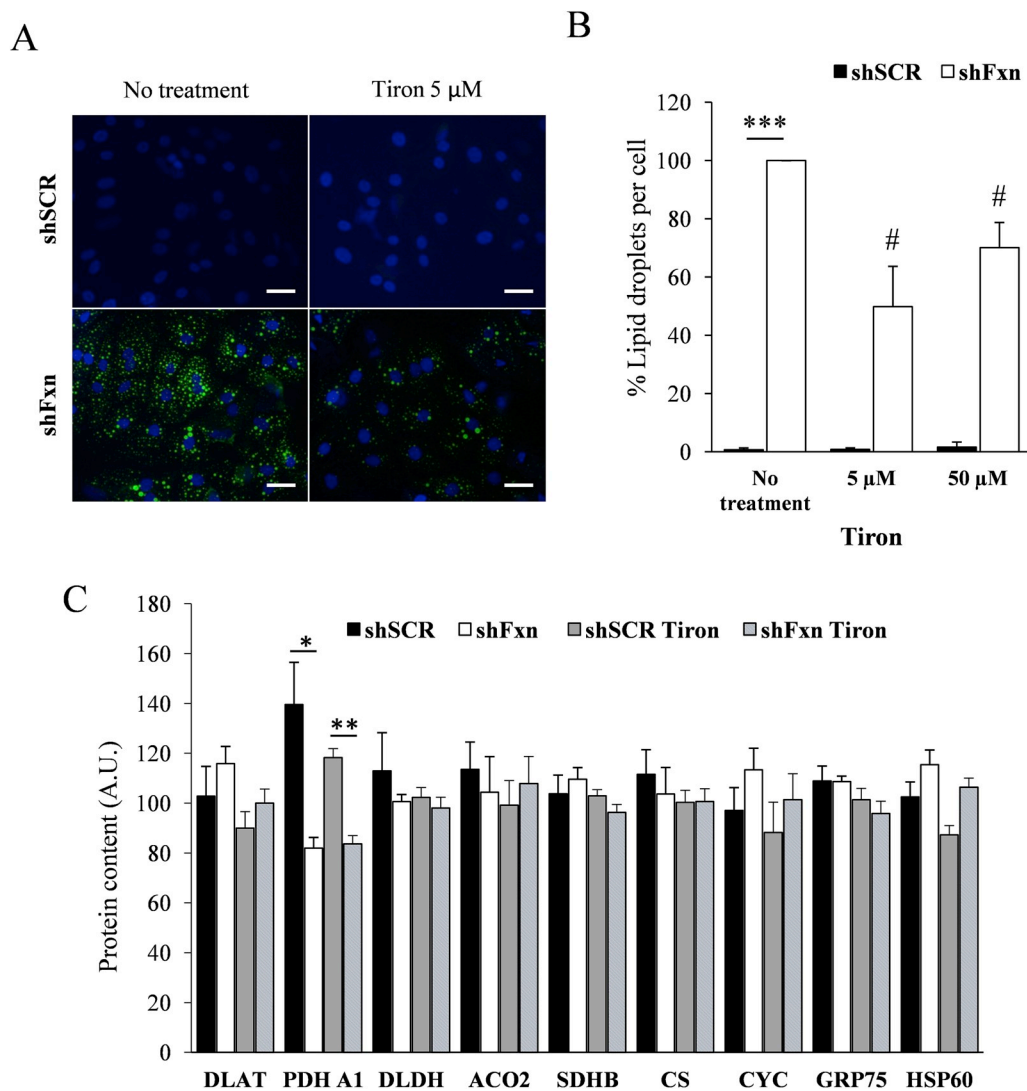 A
No treatment
Tiron 5 μM
shSCR
shFxn
B
shSCR shFxn
% Lipid droplets per cell
120
100
80
60
40
20
0
***
#
#
No treatment
5 μM
50 μM
Tiron
C
Protein content (A.U.)
180
160
140
120
100
80
60
40
20
0
shSCR shFxn shSCR Tiron shFxn Tiron
*
**
DLAT PDH A1 DLDH ACO2 SDHB CS CYC GRP75 HSP60